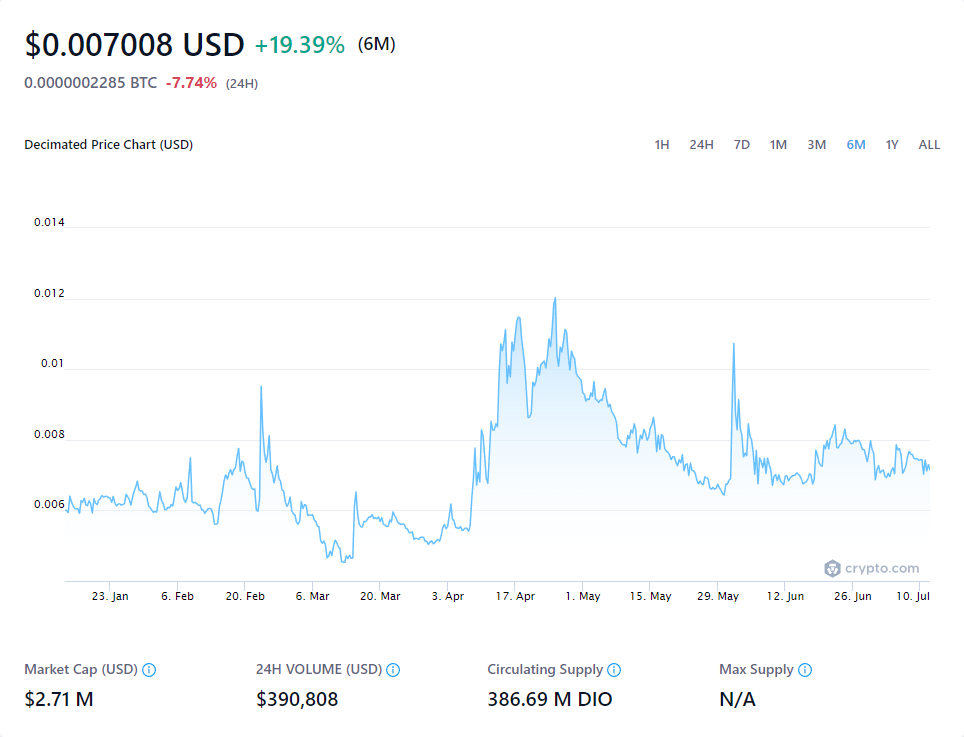 $0.007008 USD +19.39% (6M)
0.0000002285 BTC -7.74% (24H)
Decimated Price Chart (USD) 1H 24H 7D 1M 3M 6M 1Y ALL
0.014
0.012
0.01
0.008
0.006
crypto.com
23. Jan 6. Feb 20. Feb 6. Mar 20. Mar 3. Apr 17. Apr 1. May 15. May 29. May 12. Jun 26. Jun 10. Jul
Market Cap (USD) 24H VOLUME (USD) Circulating Supply Max Supply
$2.71 M $390,808 386.69 M DIO N/A